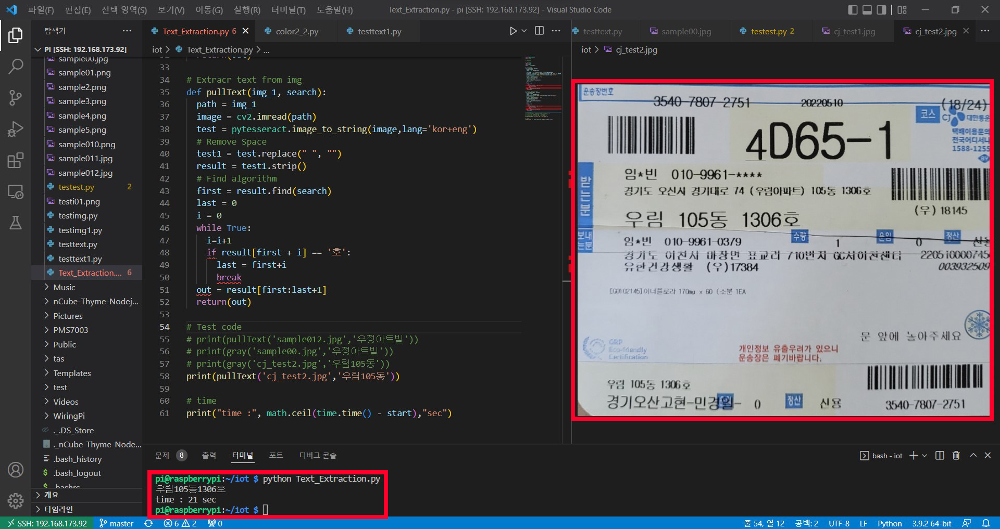 파일(F) 편집(E) 선택 영역(S) 보기(V) 이동(G) 실행(R) 터미널(T) 도움말(H)
Text_Extraction.py - pi [SSH: 192.168.173.92] - Visual Studio Code
탐색기
PI [SSH: 192.168.173.92]
sample00.jpg
sample01.png
sample2.png
sample3.png
sample4.png
sample5.png
sample010.png
sample011.jpg
sample012.jpg
testest.py 2
testi01.png
testimg.py
testimg1.py
testtext.py
testtext1.py
Text_Extraction.... 6
Music
nCube-Thyme-Nodej...
Pictures
PMS7003
Public
tas
Templates
test
Videos
WiringPi
._.DS_Store
._nCube-Thyme-Node...
.bash_history
.bash_logout
.bashrc
개요
타임라인
Text_Extraction.py 6
color2_2.py
testtext1.py
iot > Text_Extraction.py > ...
return(out)
33
34 # Extracr text from img
35 def pullText(img_1, search):
36 path = img_1
37 image = cv2.imread(path)
38 test = pytesseract.image_to_string(image,lang='kor+eng')
39 # Remove Space
40 test1 = test.replace(" ", "")
41 result = test1.strip()
42 # Find algorithm
43 first = result.find(search)
44 last = 0
45 i = 0
46 while True:
47 i=i+1
48 if result[first + i] == '호':
49 last = first+i
50 break
51 out = result[first:last+1]
52 return(out)
53
54 # Test code
55 # print(pullText('sample012.jpg','우정아트빌'))
56 # print(gray('sample00.jpg','우정아트빌'))
57 # print(gray('cj_test2.jpg','우림105동'))
58 print(pullText('cj_test2.jpg','우림105동'))
59
60 # time
61 print("time :", math.ceil(time.time() - start),"sec")
testtext.py
sample00.jpg
testest.py 2
cj_test1.jpg
cj_test2.jpg
iot > cj_test2.jpg
운송장번호
3540-7807-2751
20220510
(18/24)
코스
CJ 대한통운
택배이용문의
전국어디서나
1588-1255
4D65-1
받는분
임*빈 010-9961-****
경기도 오산시 경기대로 74 (우림아파트) 105동 1306호
(우) 18145
우림 105동 1306호
보내는분
임*빈 010-9961-0379
수량 1 운임 0 정산 신용
경기도 이천시 마장면 표교리 710번지 GC서이천센터
220510000745
유한건강생활 (우)17384
003932509
[G0102145]이너플로라 170mg x 60 (소분 1EA
문 앞에 놓아주세요
GRP
Eco-friendly
Certification
개인정보 유출우려가 있으니
운송장은 폐기바랍니다.
우림 105동 1306호
경기오산고현-민경일- 0 정산 신용
3540-7807-2751
문제 8 출력 터미널 포트 디버그 콘솔
bash - iot
pi@raspberrypi:~/iot $ python Text_Extraction.py
우림105동1306호
time : 21 sec
pi@raspberrypi:~/iot $
SSH: 192.168.173.92 master 6 2 0
줄 54, 열 12 공백: 2 UTF-8 LF Python 3.9.2 64-bit